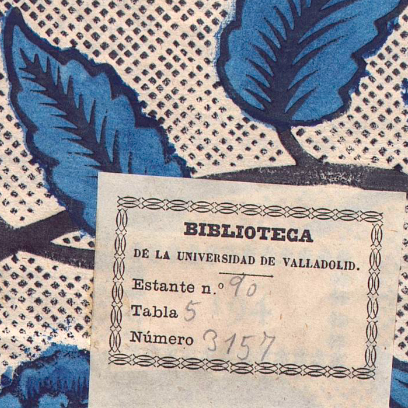 BIBLIOTECA
DE LA UNIVERSIDAD DE VALLADOLID.
Estante n.º 90
Tabla 5
Número 3157